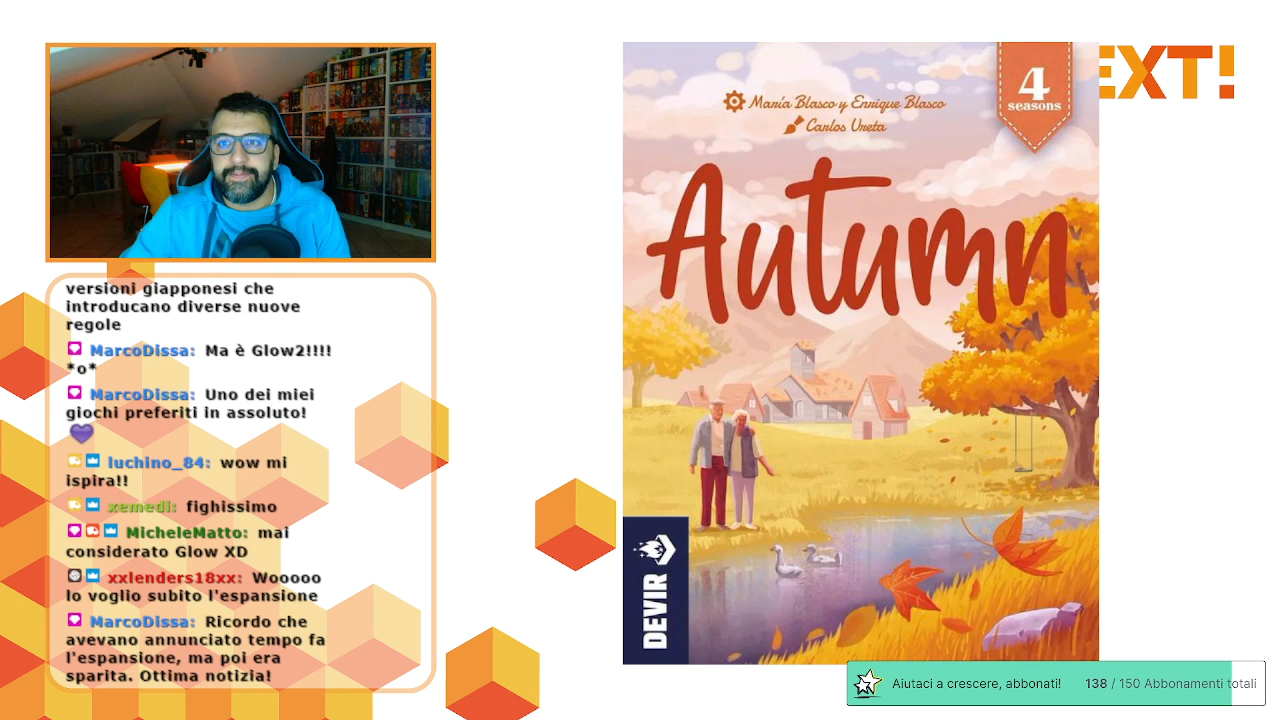 versioni giapponesi che
introducano diverse nuove
regole
MarcoDissa: Ma è Glow2!!!!
*o*
MarcoDissa: Uno dei miei
giochi preferiti in assoluto!
luchino_84: wow mi
ispira!!
xemedi: fighissimo
MicheleMatto: mai
considerato Glow XD
xxlenders18xx: Wooooo
lo voglio subito l'espansione
MarcoDissa: Ricordo che
avevano annunciato tempo fa
l'espansione, ma poi era
sparita. Ottima notizia!
María Blasco y Enrique Blasco
Carlos Ureta
4
seasons
EXT!
Autumn
DEVIR
Aiutaci a crescere, abbonati! 138 / 150 Abbonamenti totali